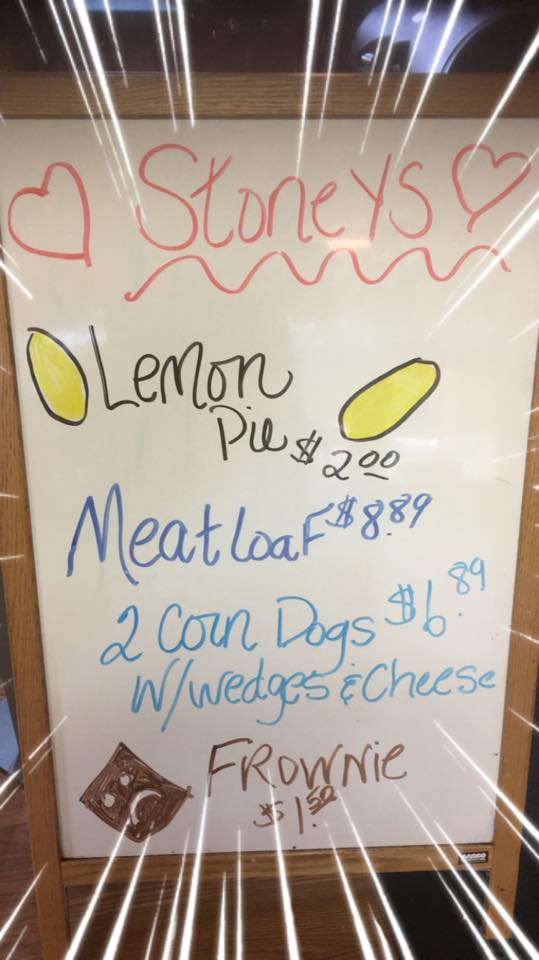 Stoneys
Lemon
Pie $2.00
Meatloaf $8.89
2 Corn Dogs $6.89
W/wedges & Cheese
FROWNie
$1.50